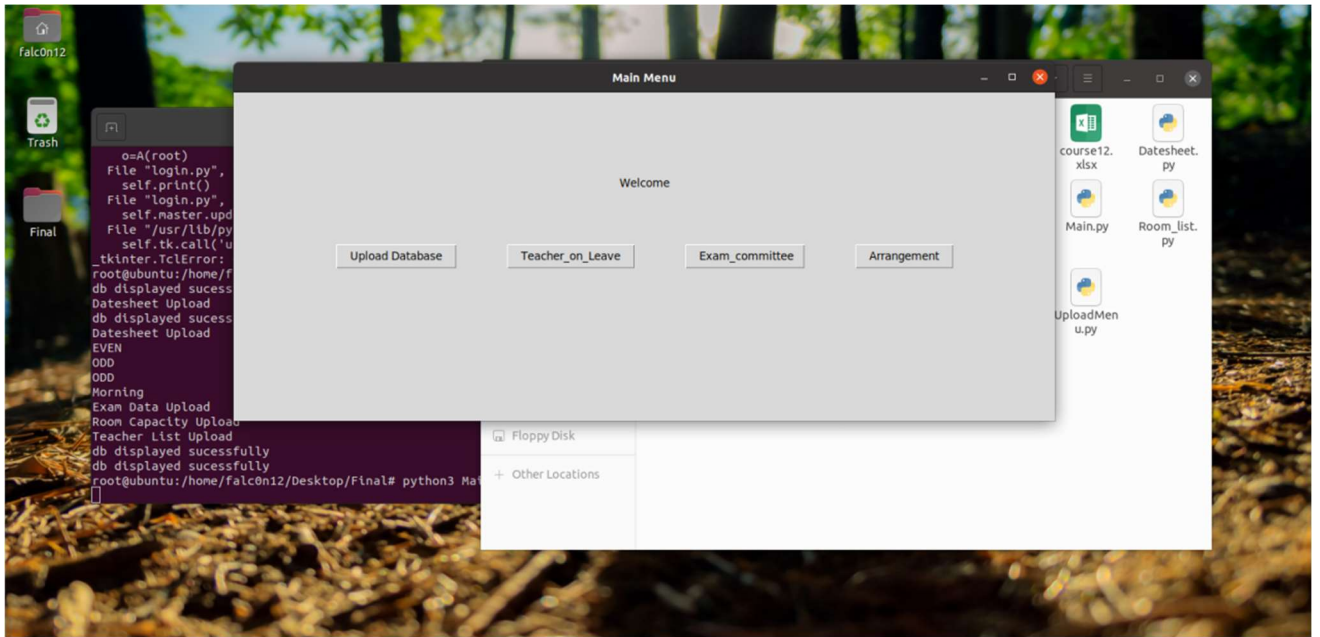 falc0n12
Trash
Final
Main Menu
Welcome
Upload Database
Teacher_on_Leave
Exam_committee
Arrangement
o=A(root)
File "login.py",
self.print()
File "login.py",
self.master.upd
File "/usr/lib/py
self.tk.call('u
_tkinter.TclError:
root@ubuntu:/home/f
db displayed sucess
Datesheet Upload
db displayed sucess
Datesheet Upload
EVEN
ODD
ODD
Morning
Exam Data Upload
Room Capacity Upload
Teacher List Upload
db displayed sucessfully
db displayed sucessfully
root@ubuntu:/home/falc0n12/Desktop/Final# python3 Mai
Floppy Disk
+ Other Locations
course12.
xlsx
Datesheet.
py
Main.py
Room_list.
py
UploadMen
u.py